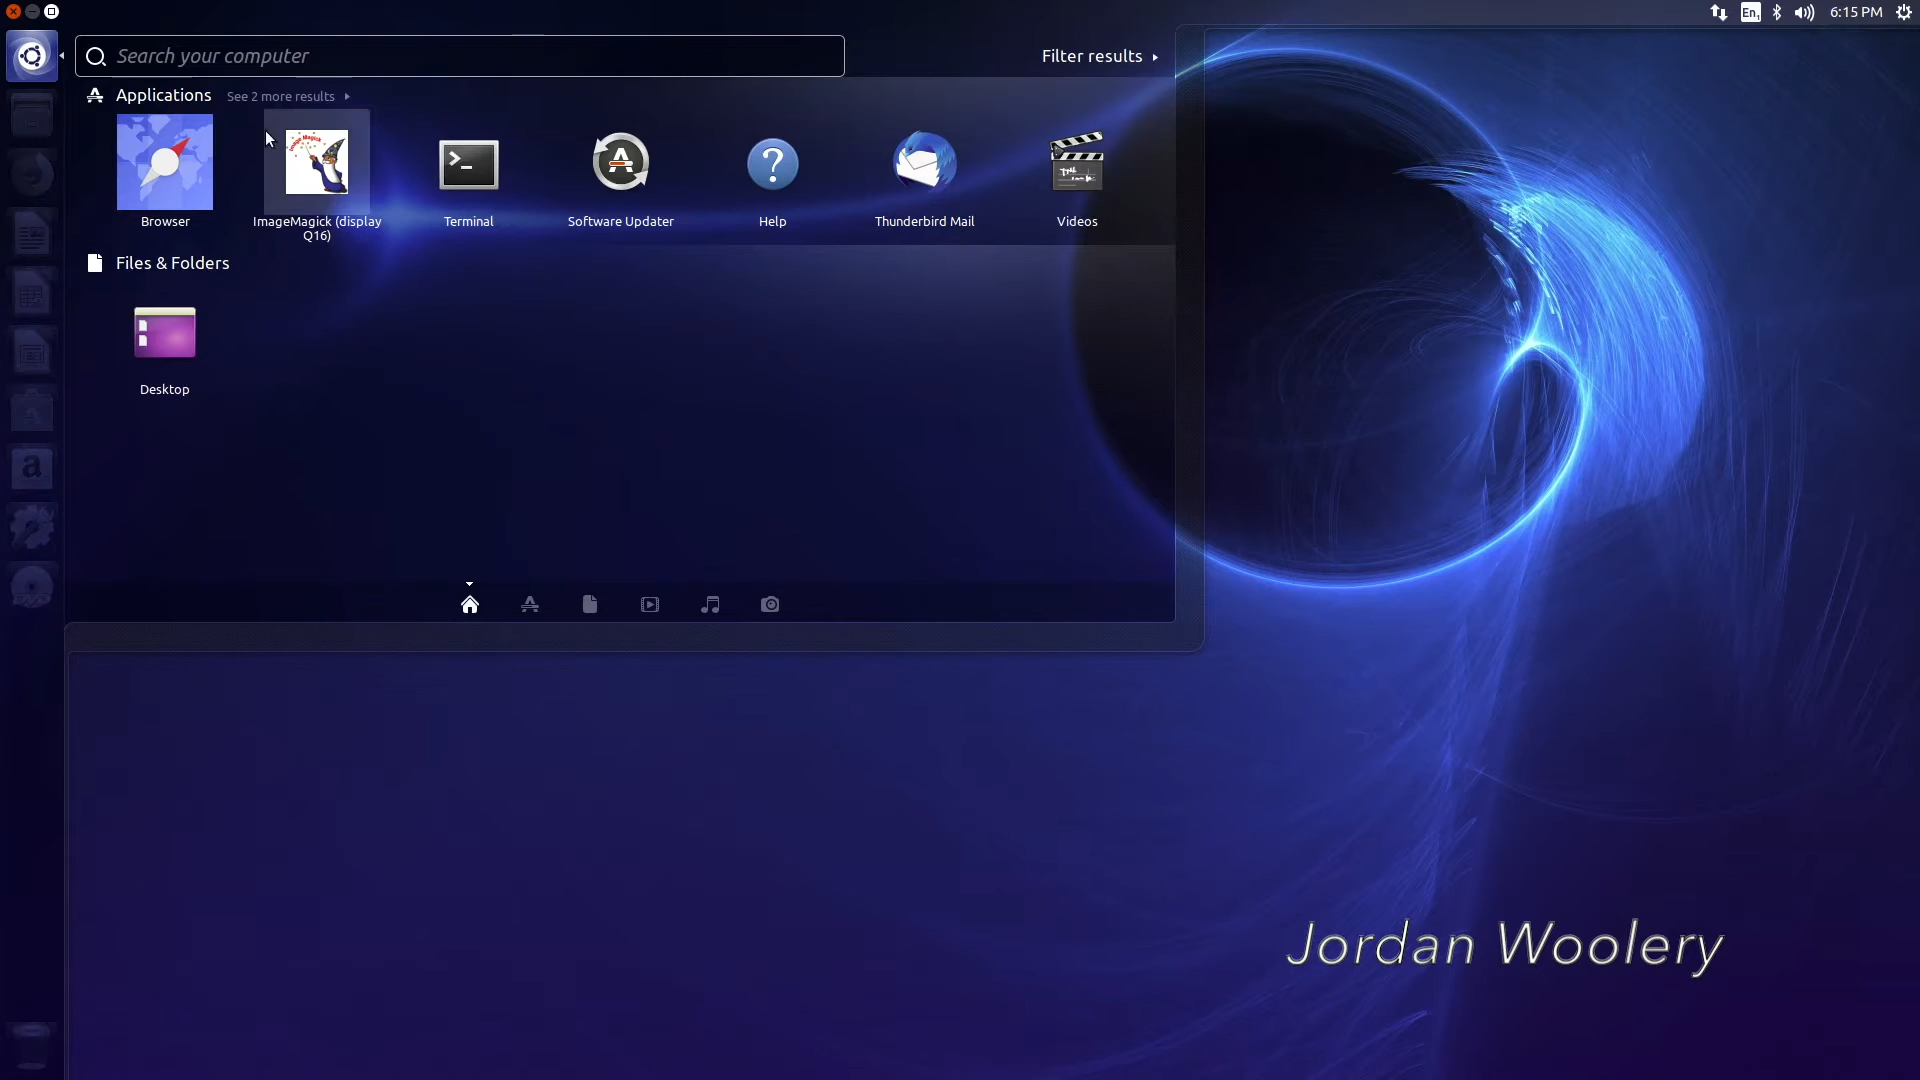 En1
6:15 PM
Search your computer
Filter results
Applications
See 2 more results
Browser
ImageMagick (display
Q16)
Terminal
Software Updater
Help
Thunderbird Mail
Videos
Files & Folders
Desktop
a
Jordan Woolery